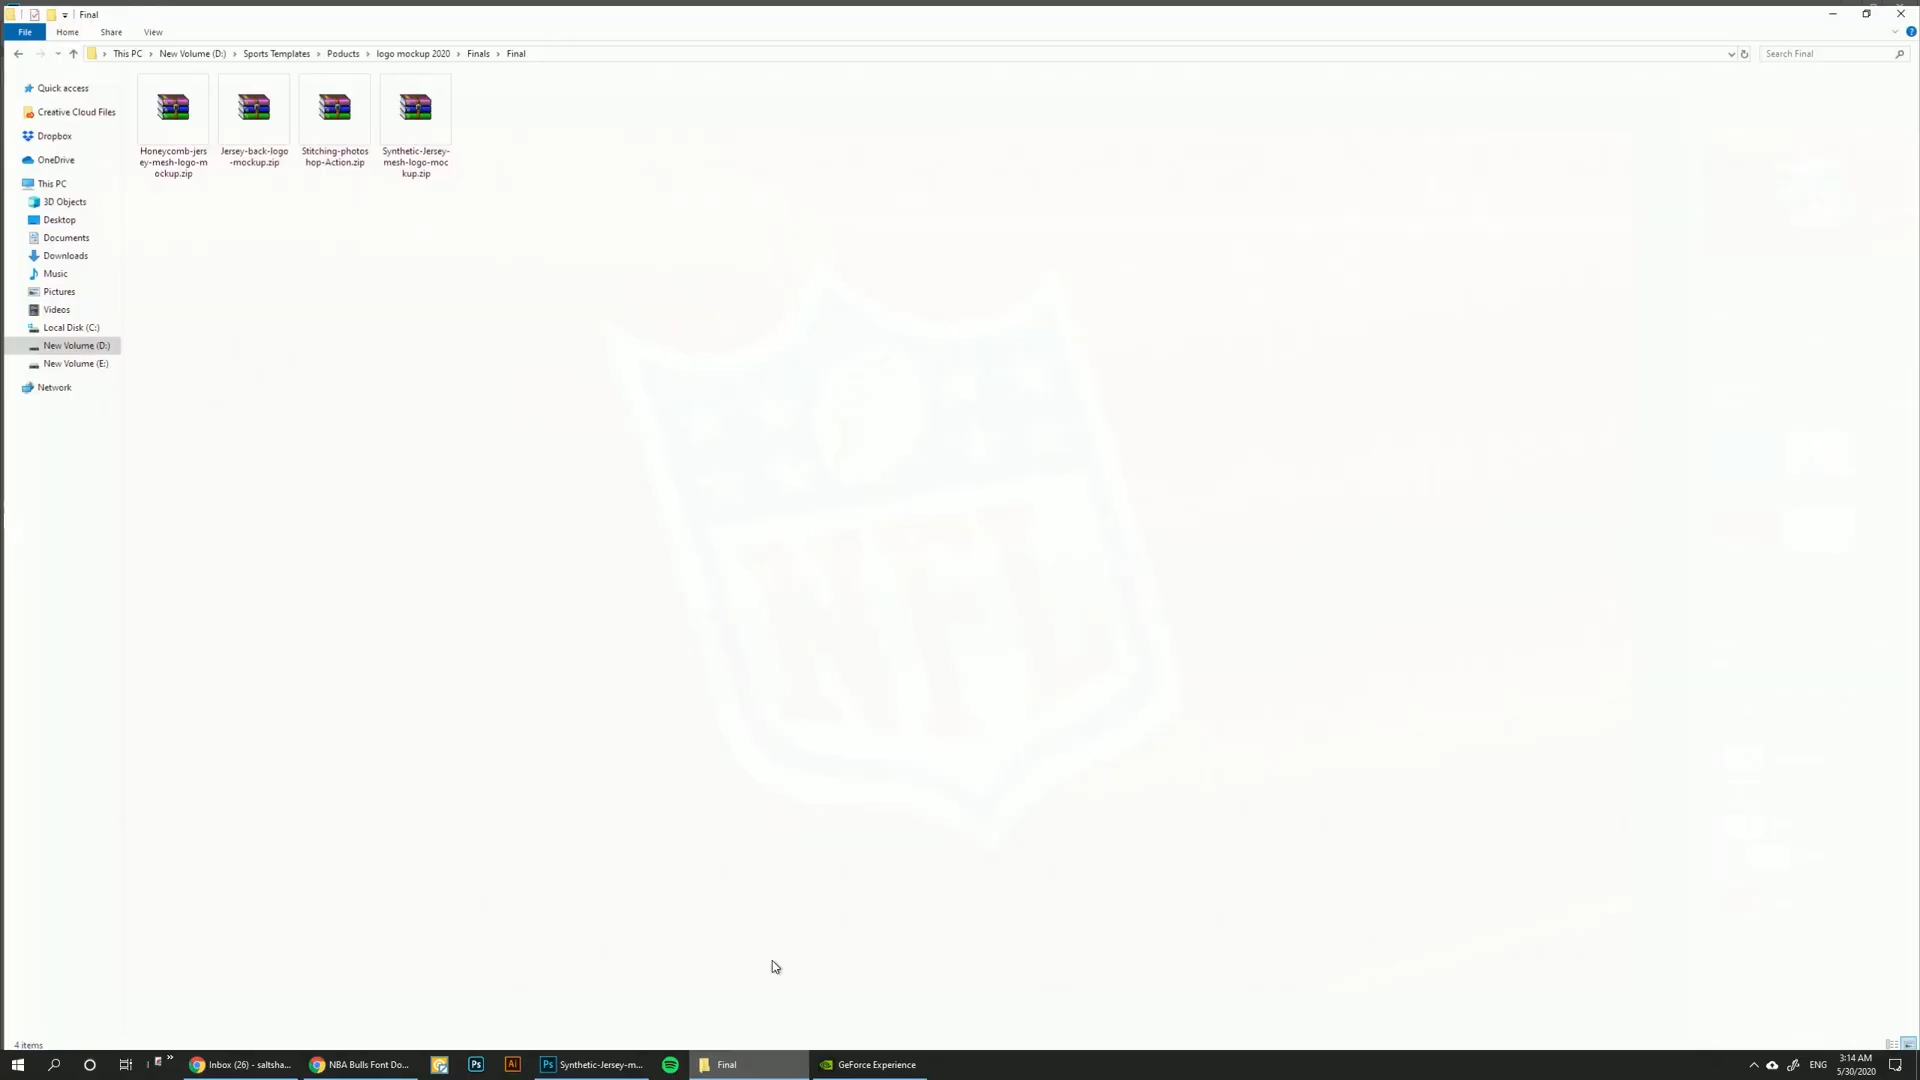 Final
File Home Share View
This PC New Volume (D:) Sports Templates Poducts logo mockup 2020 Finals Final
Search Final
Quick access
Creative Cloud Files
Dropbox
OneDrive
This PC
3D Objects
Desktop
Documents
Downloads
Music
Pictures
Videos
Local Disk (C:)
New Volume (D:)
New Volume (E:)
Network
Honeycomb-jers
ey-mesh-logo-m
ockup.zip
Jersey-back-logo
-mockup.zip
Stitching-photos
hop-Action.zip
Synthetic-Jersey-
mesh-logo-moc
kup.zip
NFL
4 items
Inbox (26) - saltsha...
NBA Bulls Font Do...
Ps
Ai
Ps Synthetic-Jersey-m...
Final
GeForce Experience
ENG
3:14 AM
5/30/2020